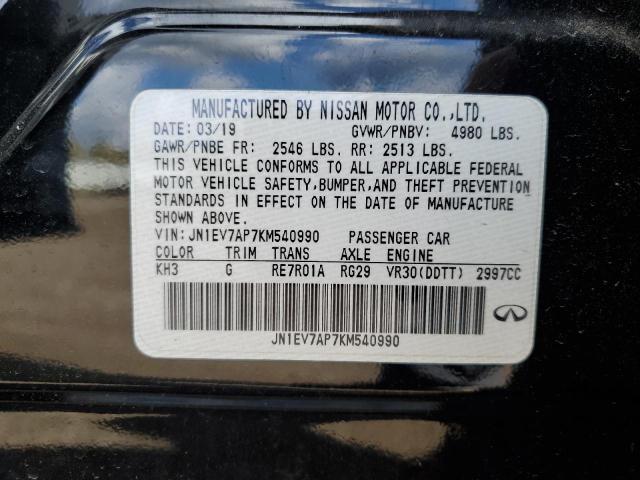 MANUFACTURED BY NISSAN MOTOR CO.,LTD.
DATE: 03/19 GVWR/PNBV: 4980 LBS.
GAWR/PNBE FR: 2546 LBS. RR: 2513 LBS.
THIS VEHICLE CONFORMS TO ALL APPLICABLE FEDERAL
MOTOR VEHICLE SAFETY,BUMPER,AND THEFT PREVENTION
STANDARDS IN EFFECT ON THE DATE OF MANUFACTURE
SHOWN ABOVE.
VIN:JN1EV7AP7KM540990 PASSENGER CAR
COLOR TRIM TRANS AXLE ENGINE
KH3 G RE7R01A RG29 VR30(DDTT) 2997CC
JN1EV7AP7KM540990